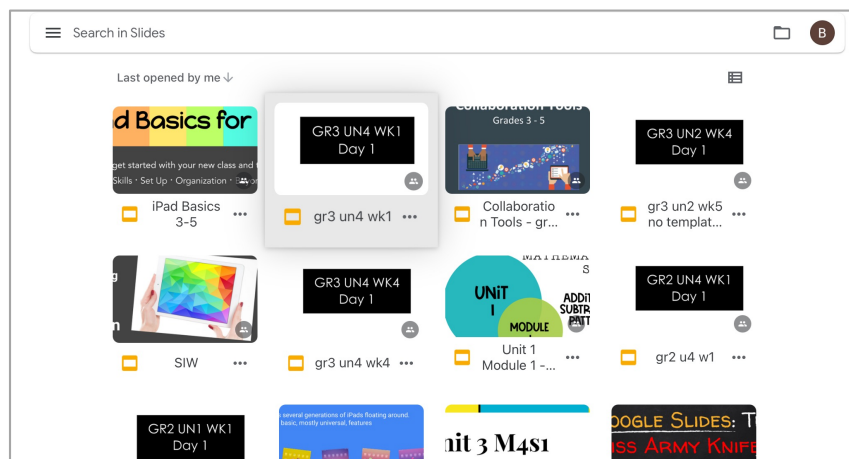 Search in Slides
B
Last opened by me
d Basics for
get started with your new class and
Skills · Set Up · Organization ·
iPad Basics
3-5
GR3 UN4 WK1
Day 1
gr3 un4 wk1
Collaboration Tools
Grades 3 - 5
Collaboratio
n Tools - gr...
GR3 UN2 WK4
Day 1
gr3 un2 wk5
no templat...
SIW
GR3 UN4 WK4
Day 1
gr3 un4 wk4
MATHEMA
S
UNiT
1
MODULE
ADDiT
SUBTR
PATT
Unit 1
Module 1 -...
GR2 UN4 WK1
Day 1
gr2 u4 w1
GR2 UN1 WK1
Day 1
several generations of iPads floating around.
basic, mostly universal, features
nit 3 M4s1
OOGLE SLIDES: T
ISS ARMY KNIFE